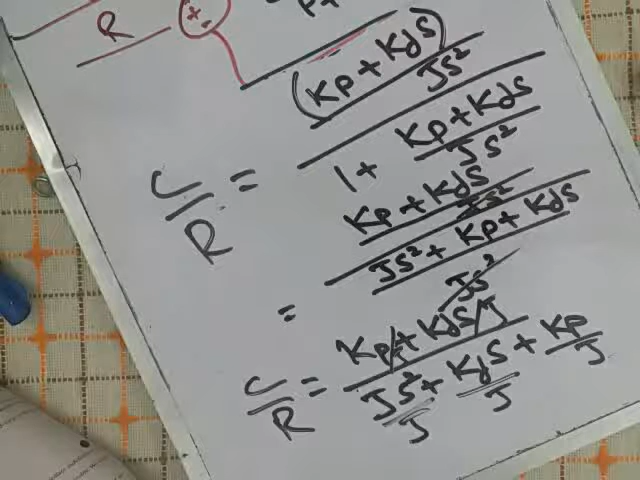 R
+
-
(Kp + KdS)
JS²
C/R =
1 + Kp + KdS
JS²
Kp + KdS
JS²
JS² + Kp + KdS
JS²
=
C/R = Kp/J + KdS/J
JS²/J + KdS/J + Kp/J